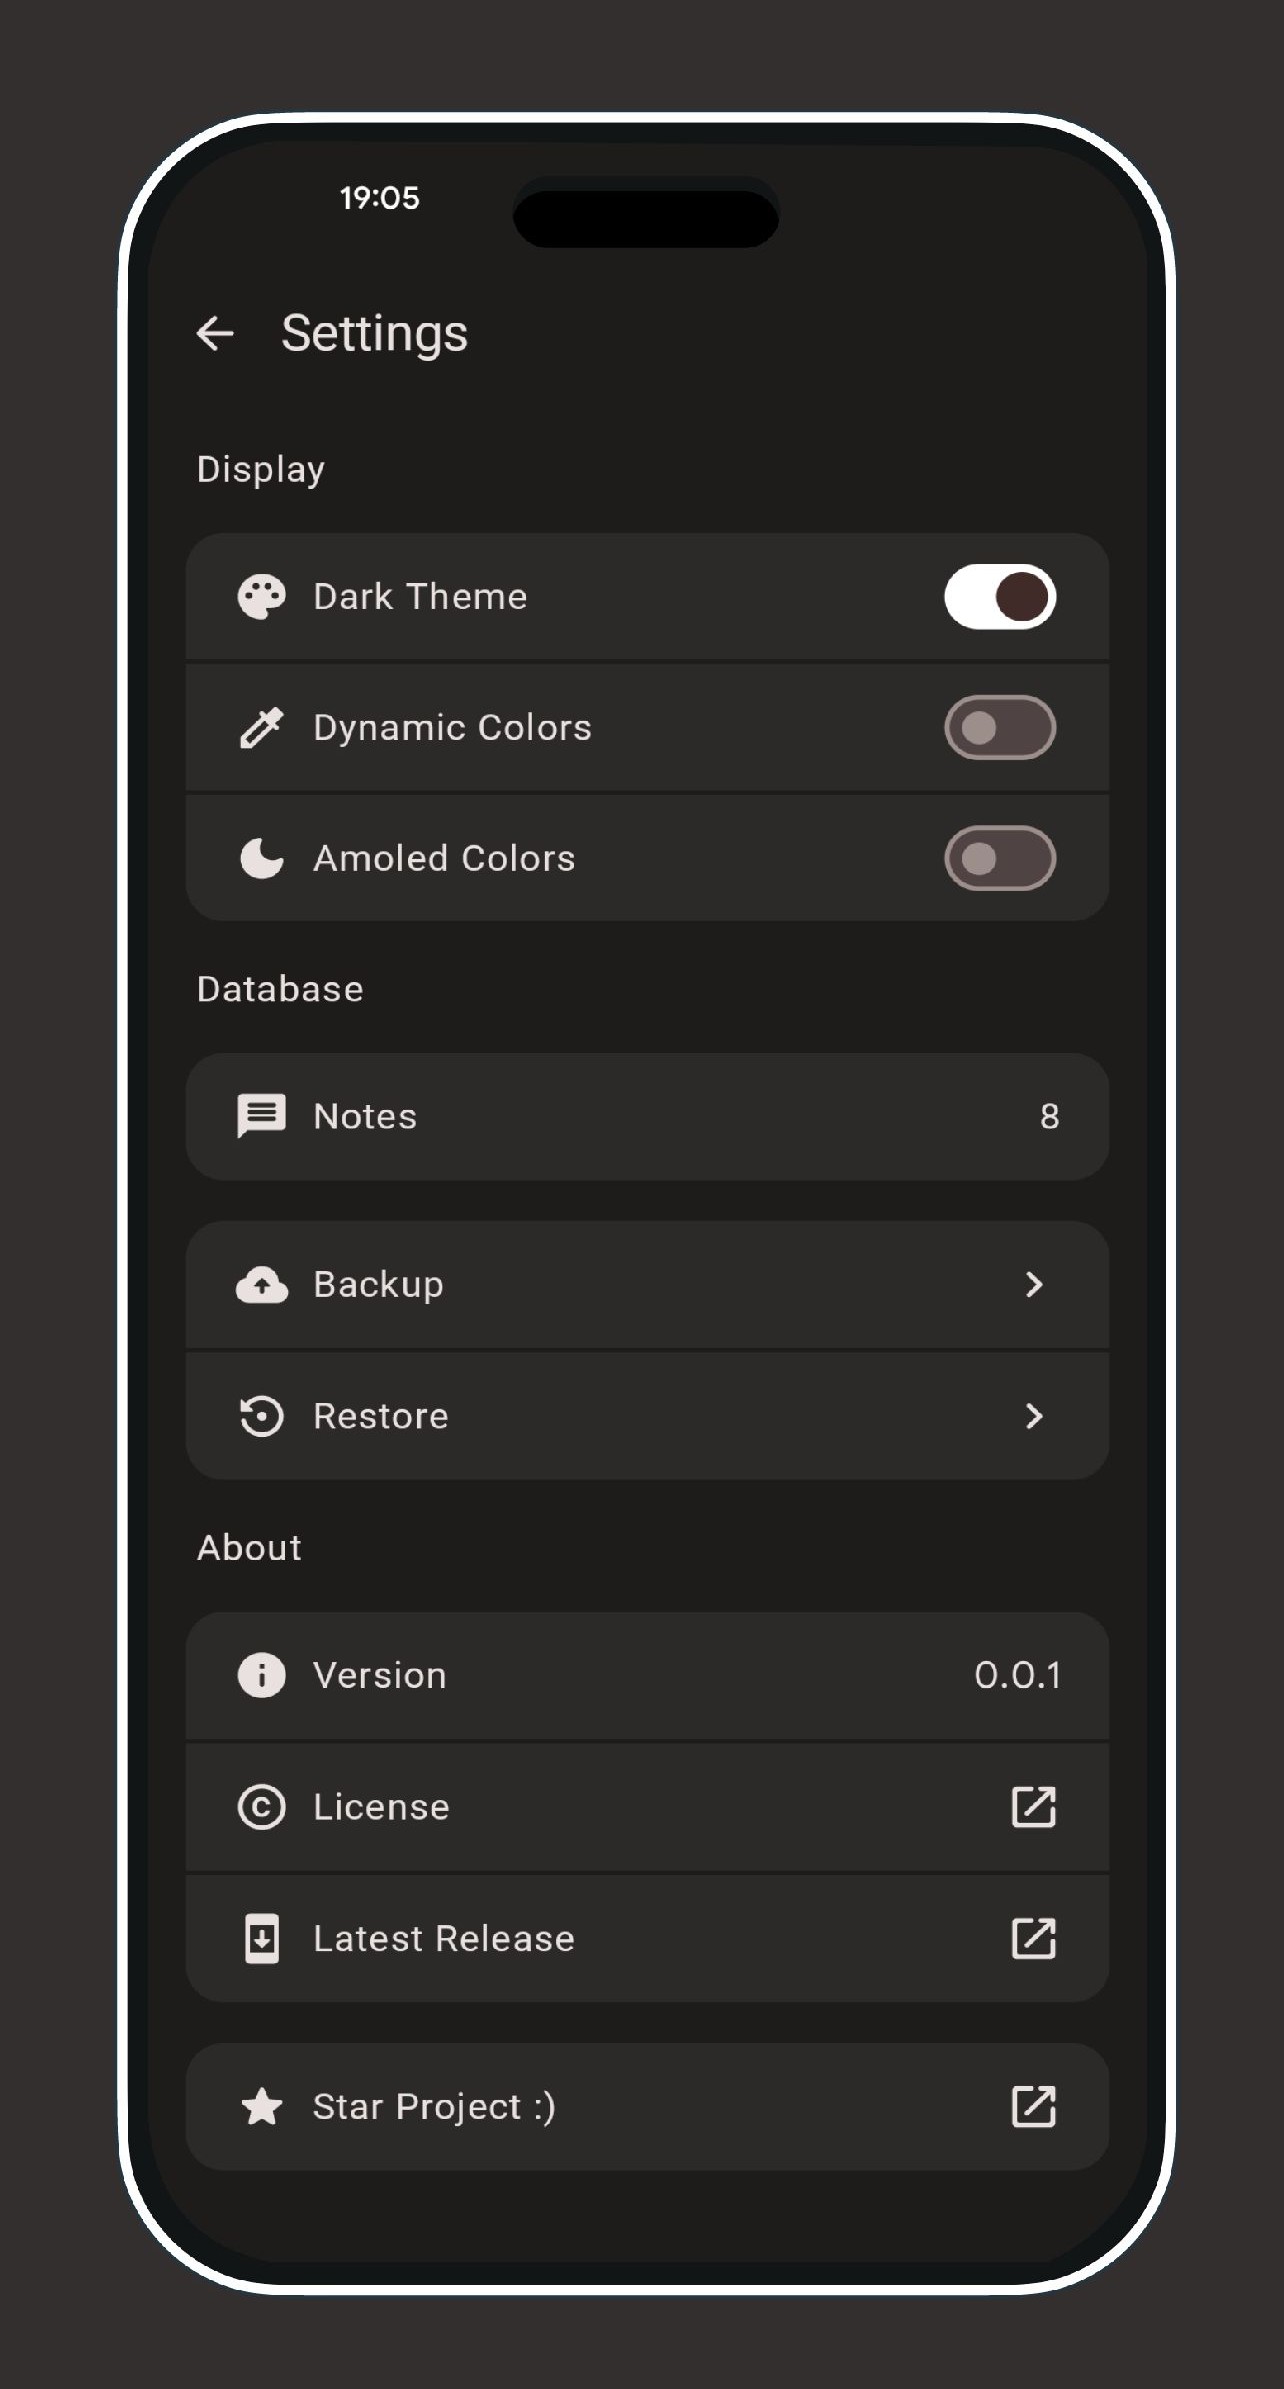 19:05
Settings
Display
Dark Theme
Dynamic Colors
Amoled Colors
Database
Notes 8
Backup
Restore
About
Version 0.0.1
License
Latest Release
Star Project :)